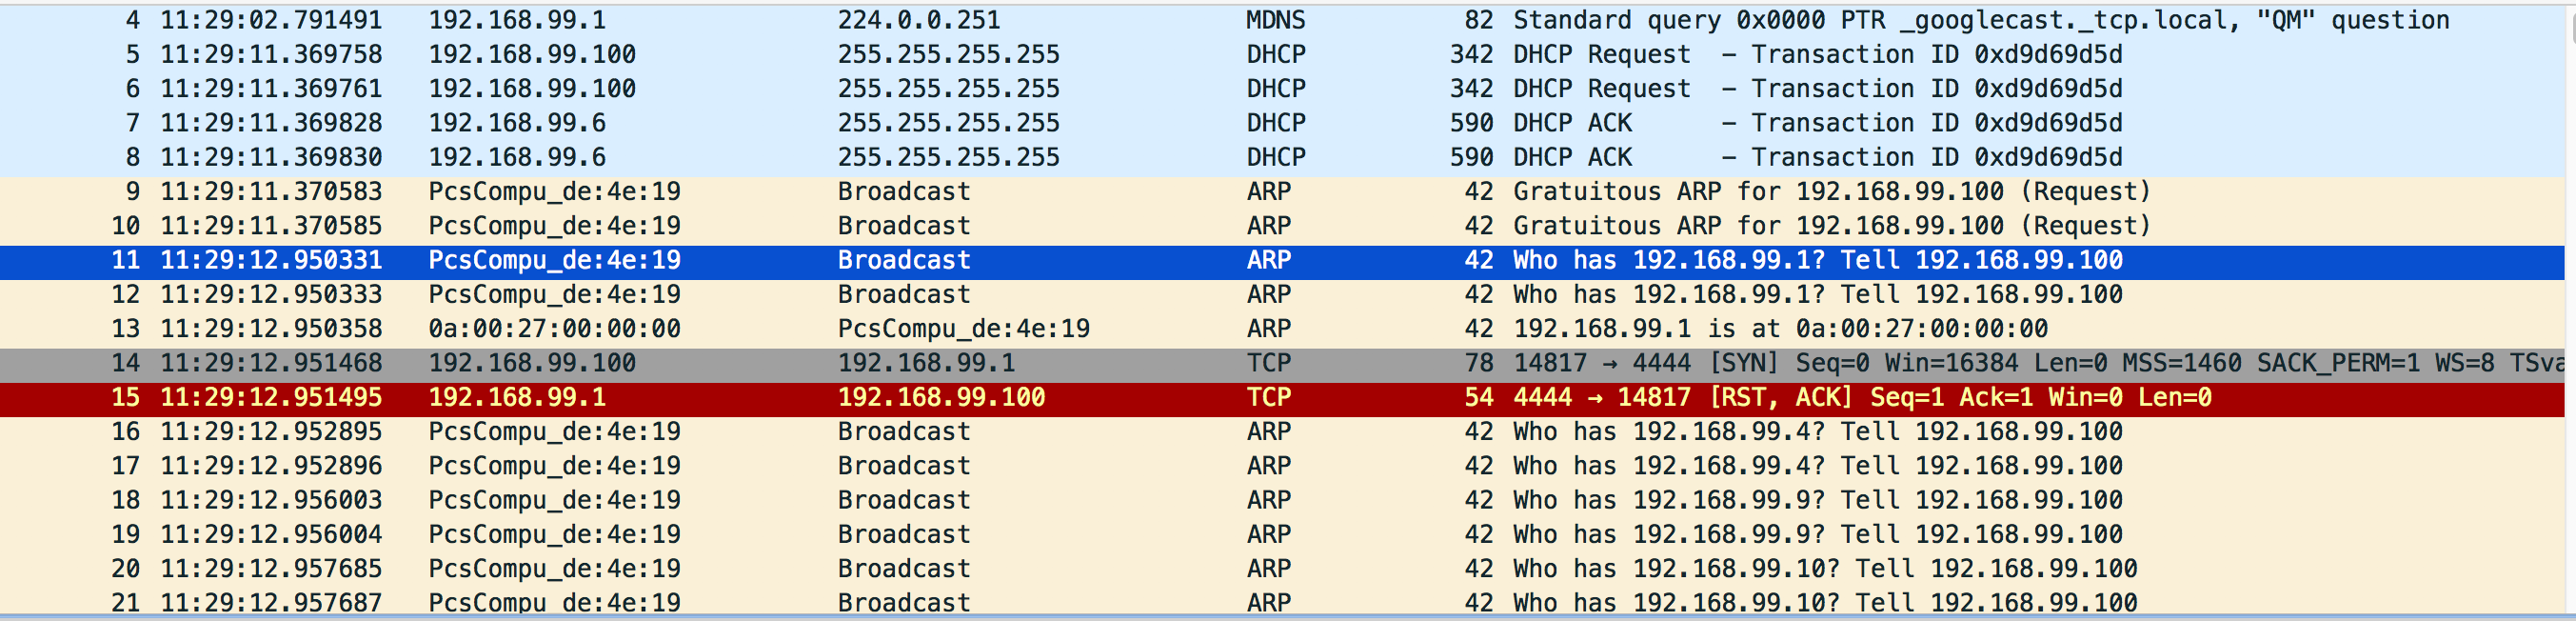 4 11:29:02.791491 192.168.99.1 224.0.0.251 MDNS 82 Standard query 0x0000 PTR _googlecast._tcp.local, "QM" question
5 11:29:11.369758 192.168.99.100 255.255.255.255 DHCP 342 DHCP Request – Transaction ID 0xd9d69d5d
6 11:29:11.369761 192.168.99.100 255.255.255.255 DHCP 342 DHCP Request – Transaction ID 0xd9d69d5d
7 11:29:11.369828 192.168.99.6 255.255.255.255 DHCP 590 DHCP ACK – Transaction ID 0xd9d69d5d
8 11:29:11.369830 192.168.99.6 255.255.255.255 DHCP 590 DHCP ACK – Transaction ID 0xd9d69d5d
9 11:29:11.370583 PcsCompu_de:4e:19 Broadcast ARP 42 Gratuitous ARP for 192.168.99.100 (Request)
10 11:29:11.370585 PcsCompu_de:4e:19 Broadcast ARP 42 Gratuitous ARP for 192.168.99.100 (Request)
11 11:29:12.950331 PcsCompu_de:4e:19 Broadcast ARP 42 Who has 192.168.99.1? Tell 192.168.99.100
12 11:29:12.950333 PcsCompu_de:4e:19 Broadcast ARP 42 Who has 192.168.99.1? Tell 192.168.99.100
13 11:29:12.950358 0a:00:27:00:00:00 PcsCompu_de:4e:19 ARP 42 192.168.99.1 is at 0a:00:27:00:00:00
14 11:29:12.951468 192.168.99.100 192.168.99.1 TCP 78 14817 → 4444 [SYN] Seq=0 Win=16384 Len=0 MSS=1460 SACK_PERM=1 WS=8 TSva
15 11:29:12.951495 192.168.99.1 192.168.99.100 TCP 54 4444 → 14817 [RST, ACK] Seq=1 Ack=1 Win=0 Len=0
16 11:29:12.952895 PcsCompu_de:4e:19 Broadcast ARP 42 Who has 192.168.99.4? Tell 192.168.99.100
17 11:29:12.952896 PcsCompu_de:4e:19 Broadcast ARP 42 Who has 192.168.99.4? Tell 192.168.99.100
18 11:29:12.956003 PcsCompu_de:4e:19 Broadcast ARP 42 Who has 192.168.99.9? Tell 192.168.99.100
19 11:29:12.956004 PcsCompu_de:4e:19 Broadcast ARP 42 Who has 192.168.99.9? Tell 192.168.99.100
20 11:29:12.957685 PcsCompu_de:4e:19 Broadcast ARP 42 Who has 192.168.99.10? Tell 192.168.99.100
21 11:29:12.957687 PcsCompu_de:4e:19 Broadcast ARP 42 Who has 192.168.99.10? Tell 192.168.99.100